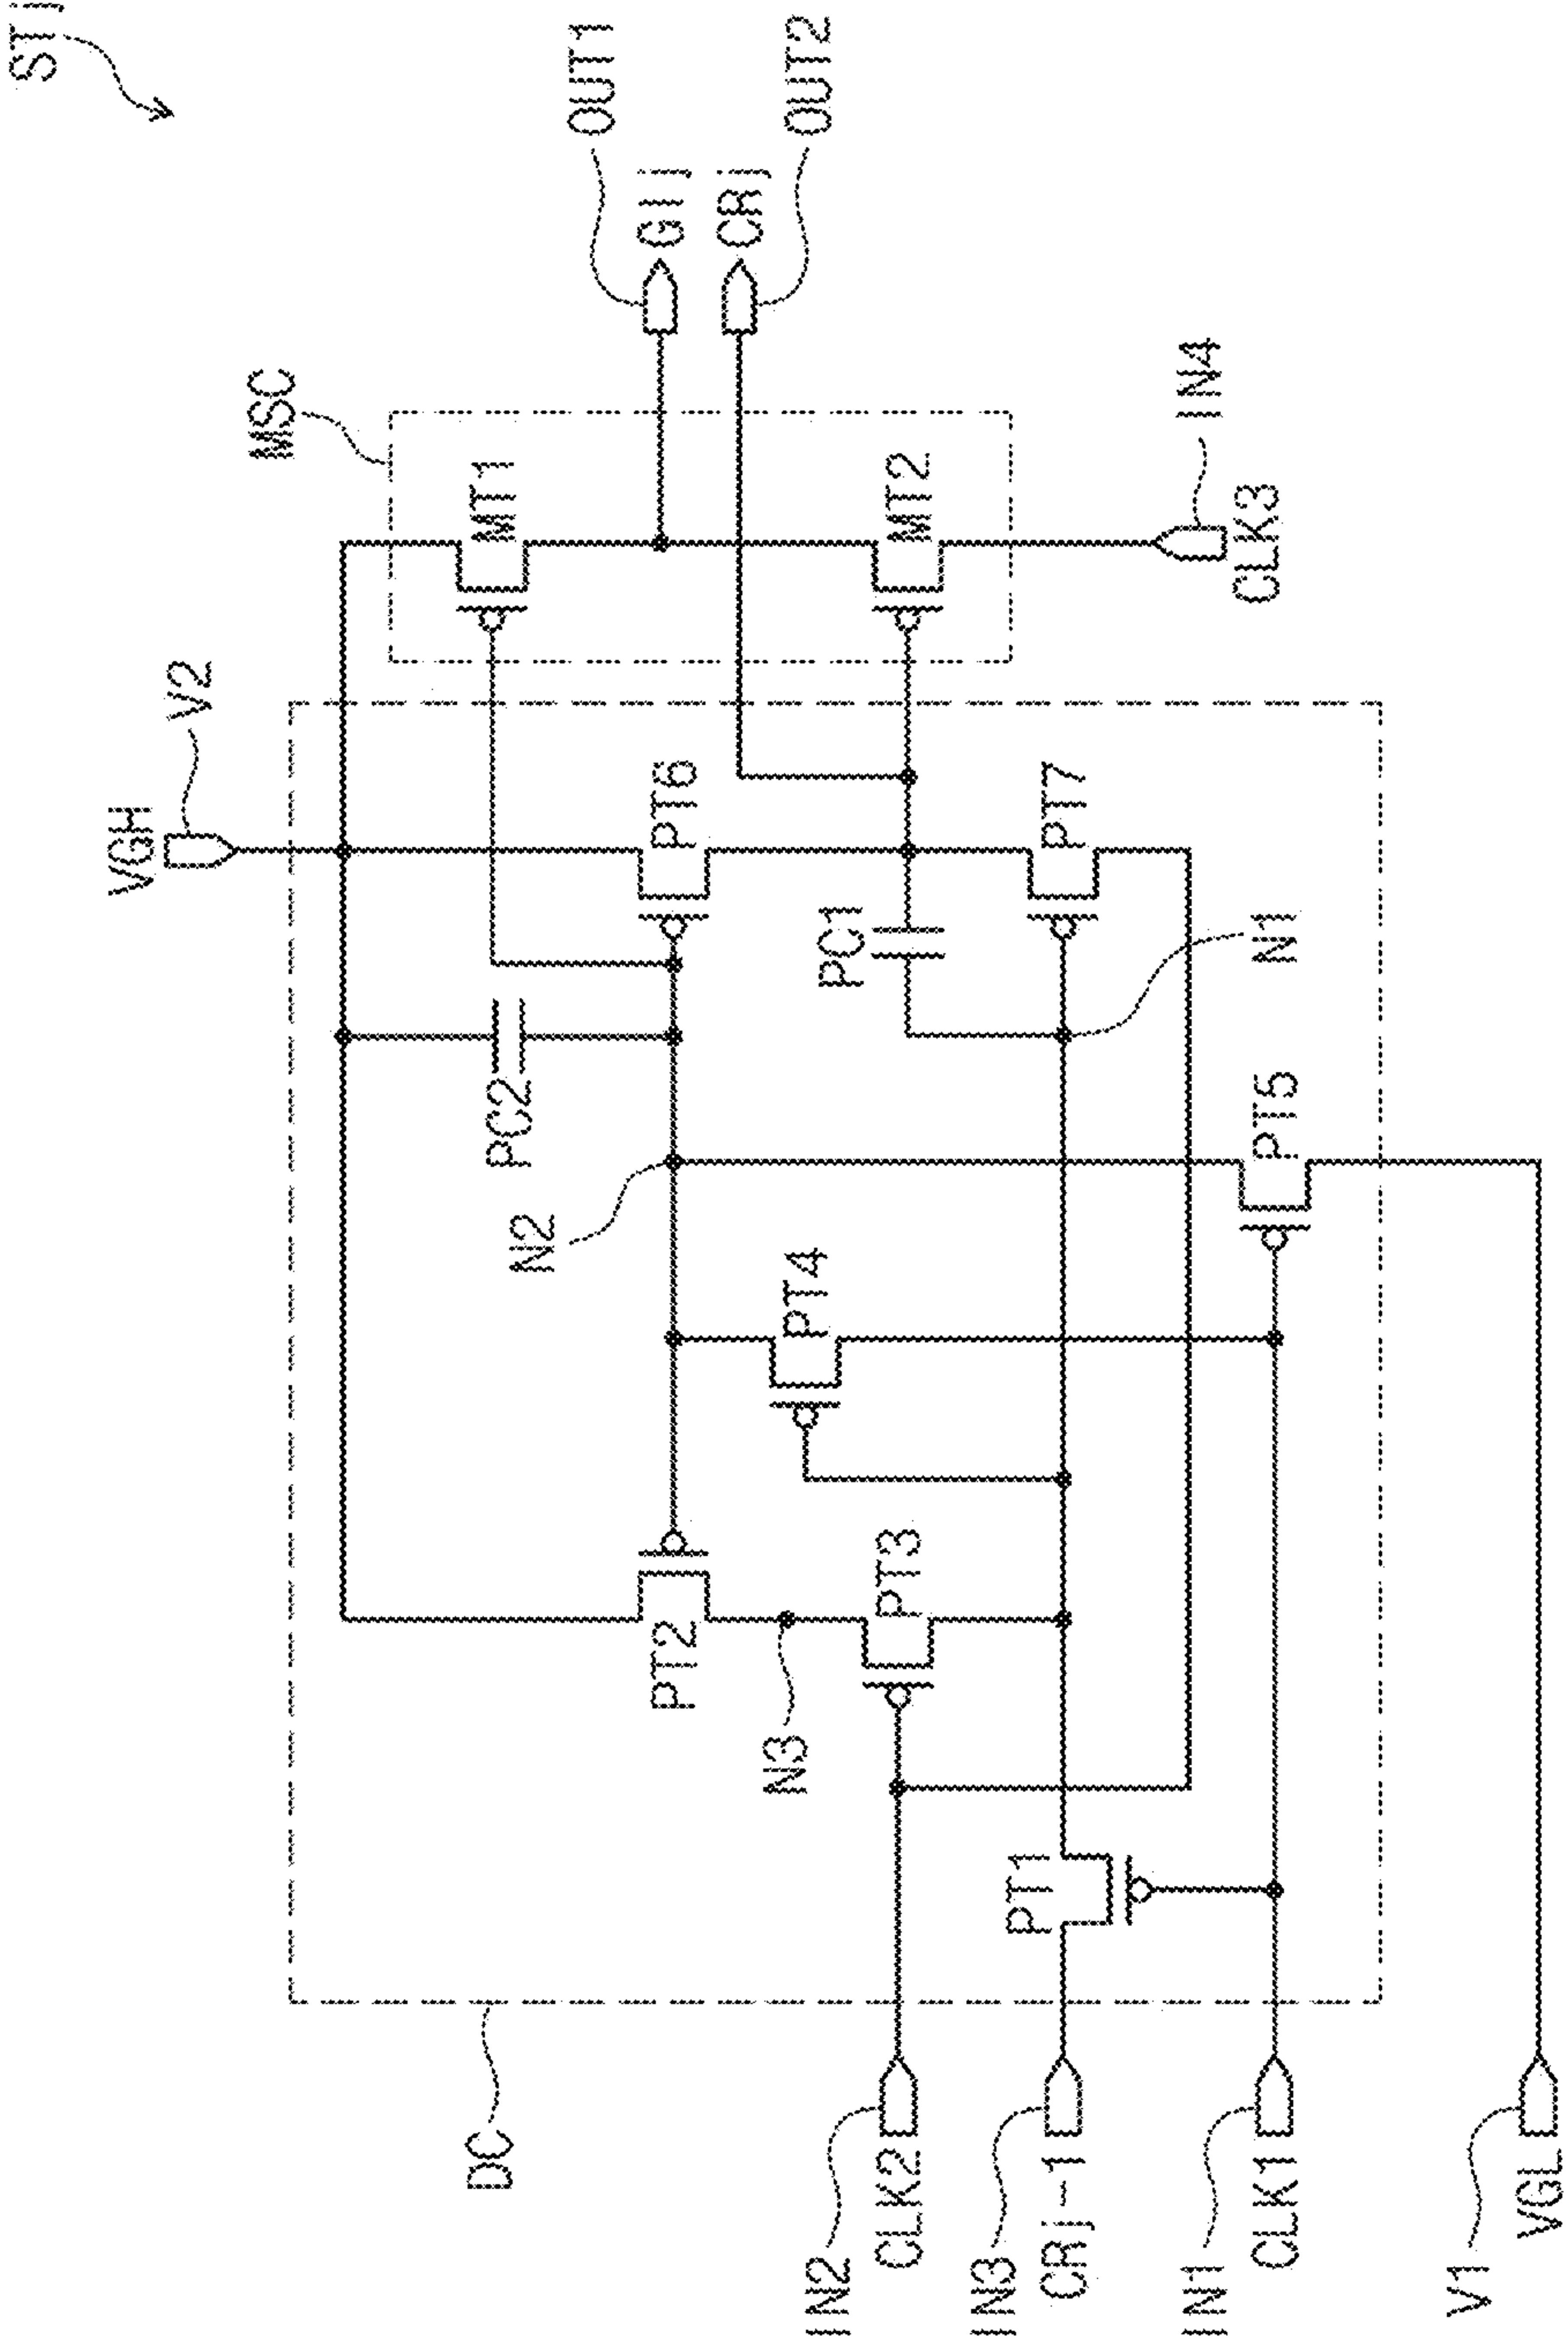 STj
VGH
V2
MSC
OUT1
MT1
GIj
CRj
OUT2
PC2
PT6
N2
PT2
PT4
PC1
MT2
N3
PT3
PT7
IN4
CLK3
DC
IN2
CLK2
PT1
N1
IN3
CRj-1
PT5
IN1
CLK1
V1
VGL